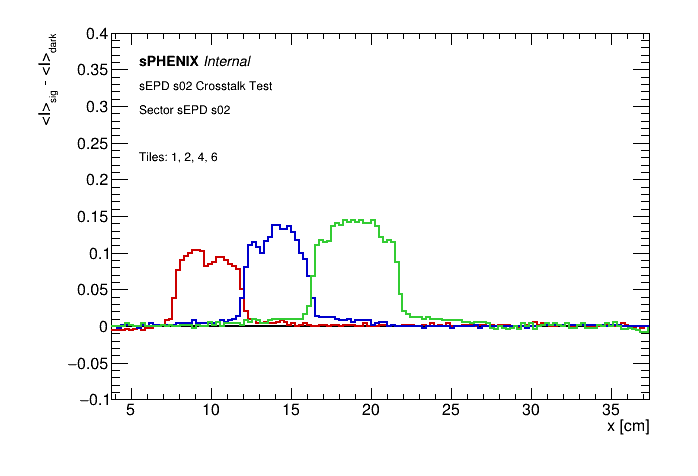 <I>sig - <I>dark
0.4
0.35
0.3
0.25
0.2
0.15
0.1
0.05
0
−0.05
−0.1
sPHENIX Internal
sEPD s02 Crosstalk Test
Sector sEPD s02
Tiles: 1, 2, 4, 6
5 10 15 20 25 30 35
x [cm]